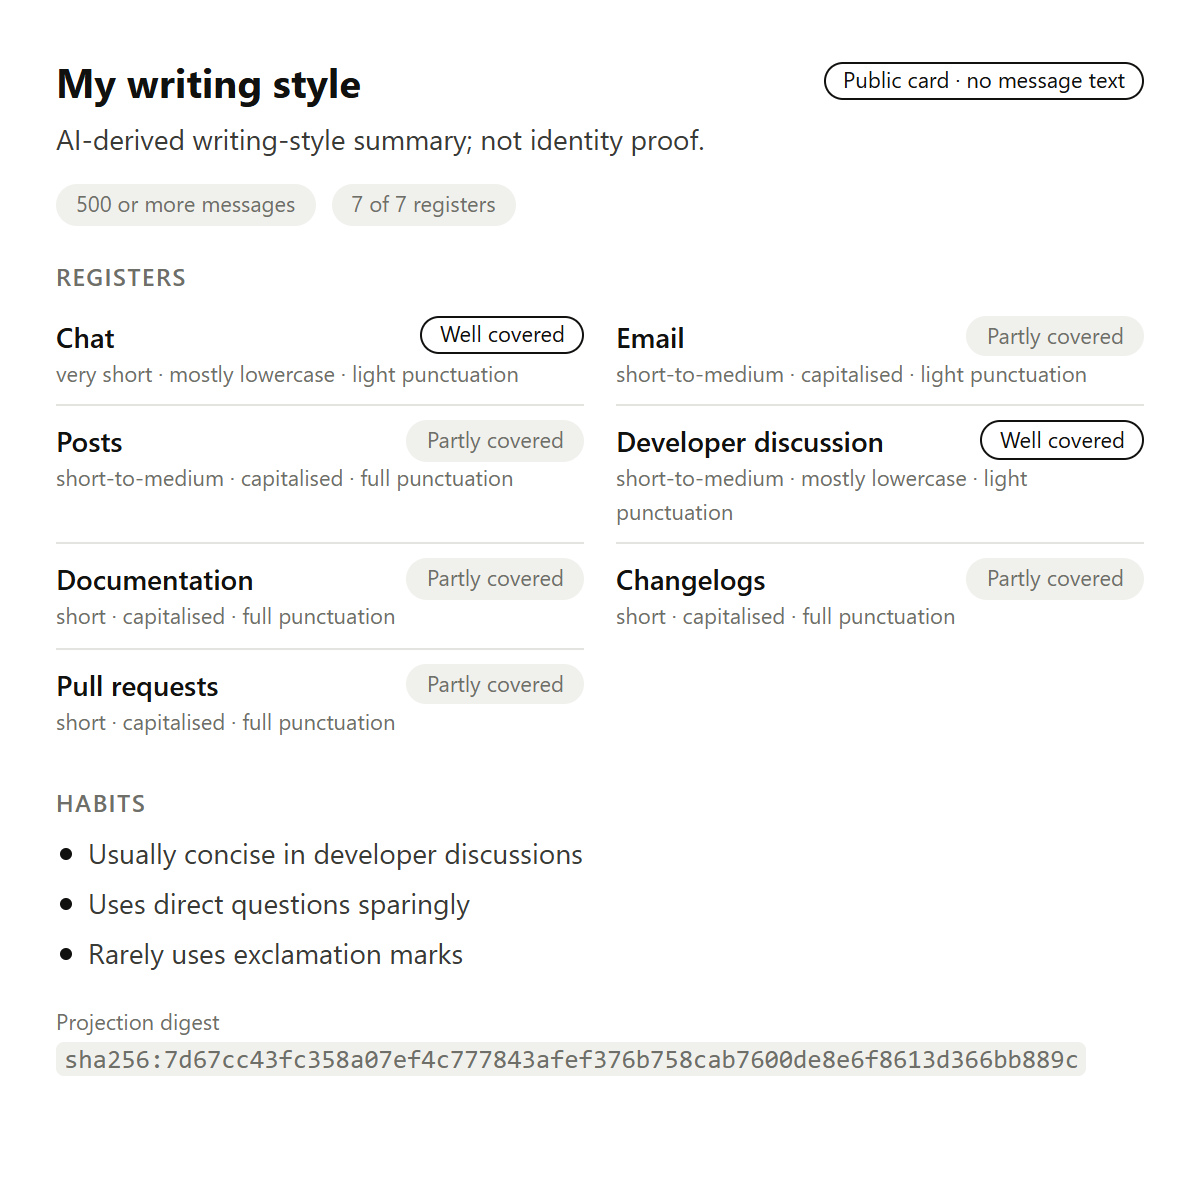 My writing style
Public card · no message text
AI-derived writing-style summary; not identity proof.
500 or more messages
7 of 7 registers
REGISTERS
Chat
Well covered
very short · mostly lowercase · light punctuation
Email
Partly covered
short-to-medium · capitalised · light punctuation
Posts
Partly covered
short-to-medium · capitalised · full punctuation
Developer discussion
Well covered
short-to-medium · mostly lowercase · light
punctuation
Documentation
Partly covered
short · capitalised · full punctuation
Changelogs
Partly covered
short · capitalised · full punctuation
Pull requests
Partly covered
short · capitalised · full punctuation
HABITS
• Usually concise in developer discussions
• Uses direct questions sparingly
• Rarely uses exclamation marks
Projection digest
sha256:7d67cc43fc358a07ef4c777843afef376b758cab7600de8e6f8613d366bb889c